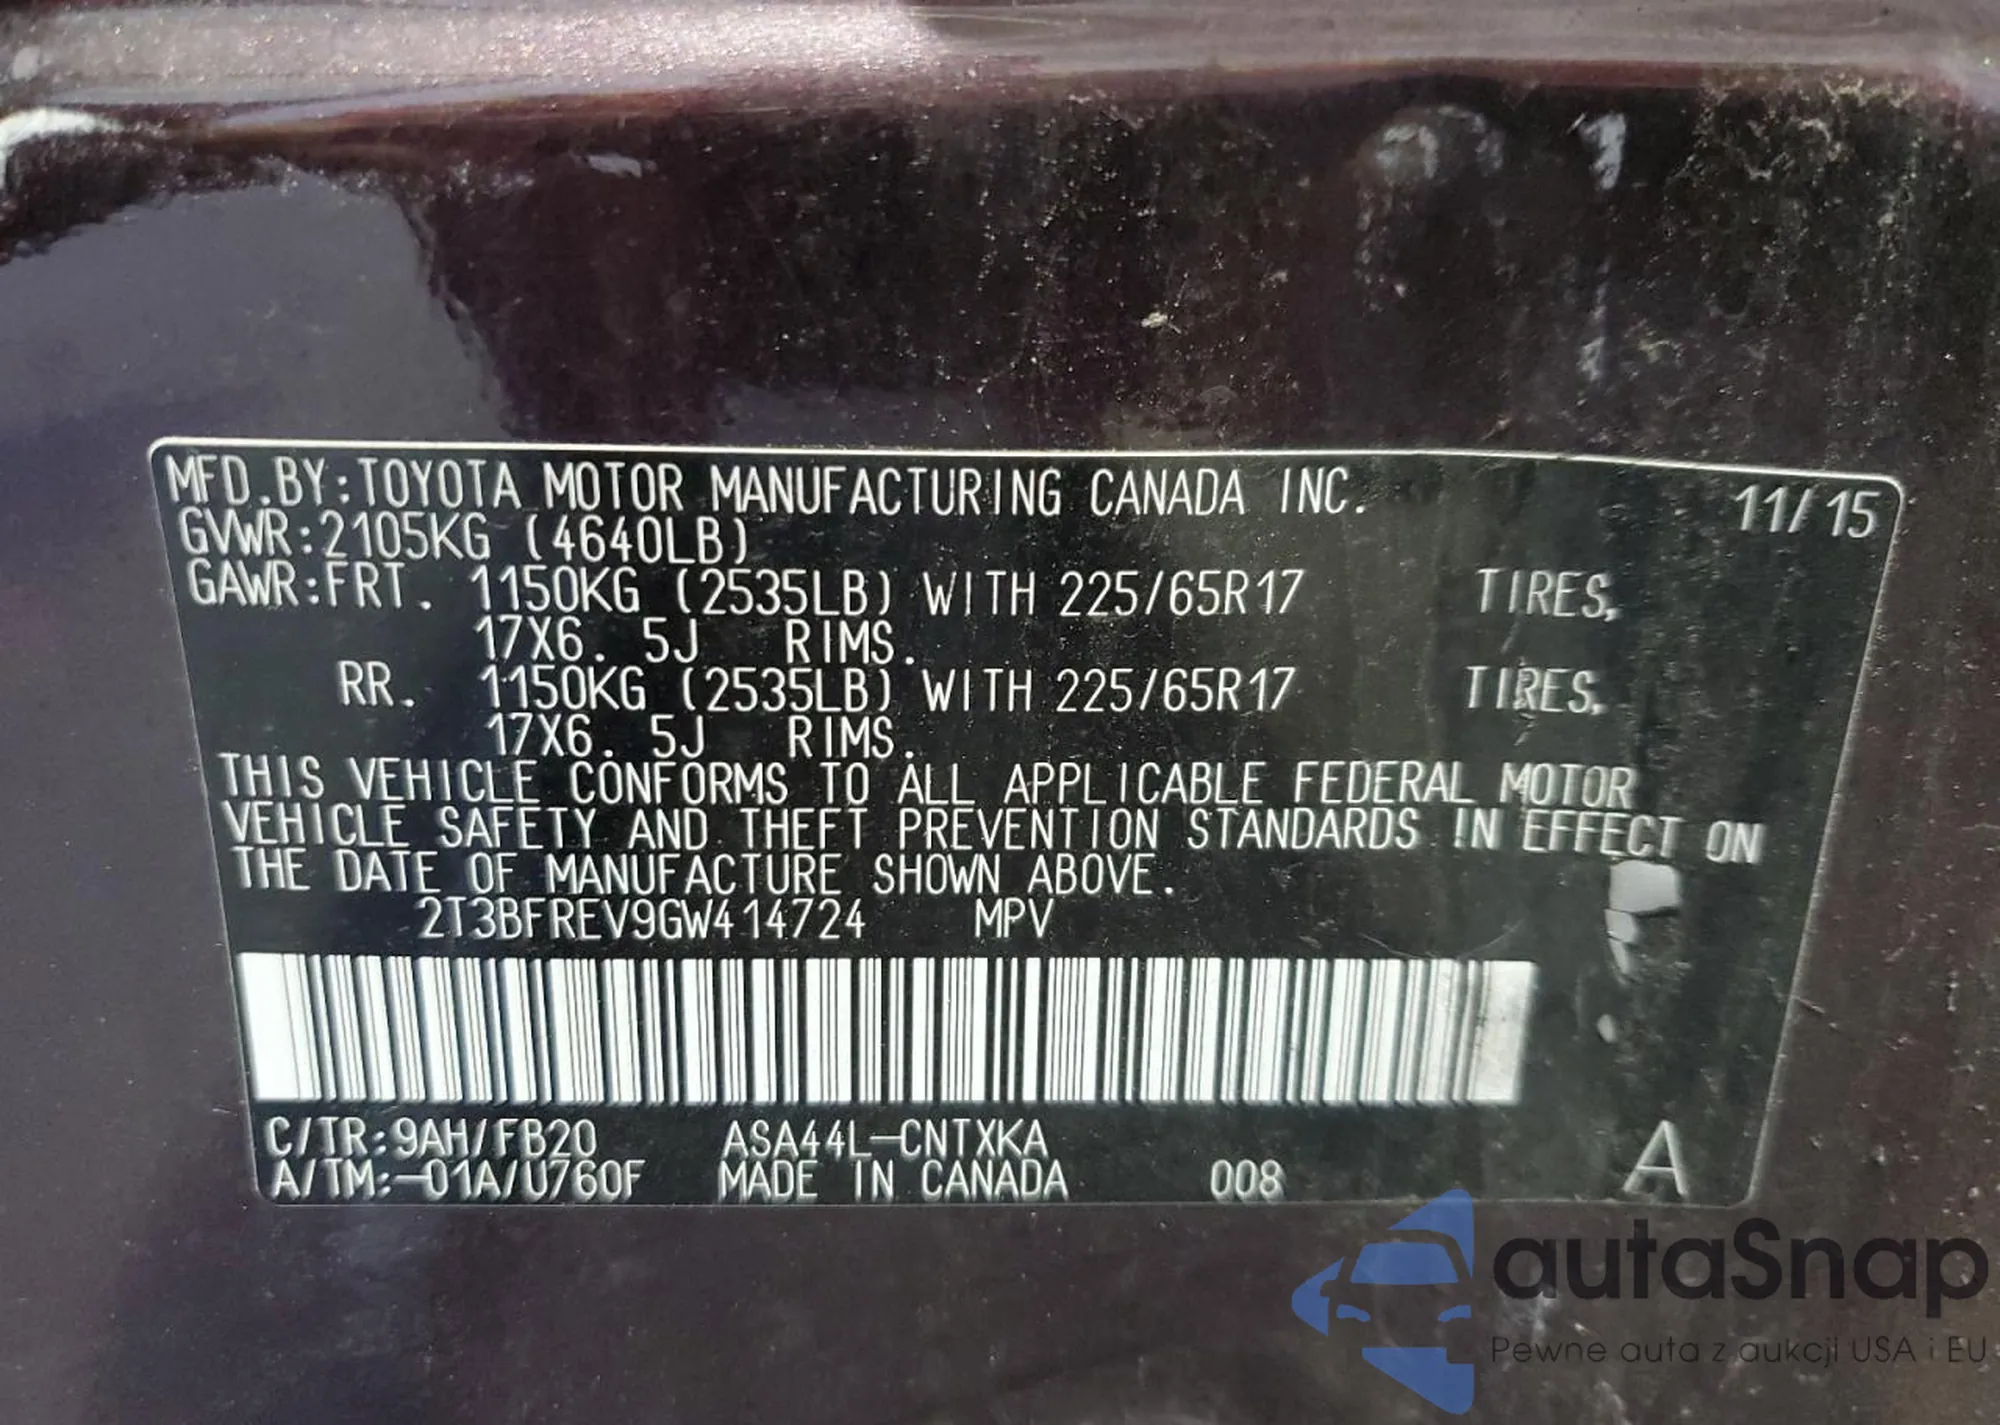 MFD.BY:TOYOTA MOTOR MANUFACTURING CANADA INC. 11/15
GVWR:2105KG (4640LB)
GAWR:FRT. 1150KG (2535LB) WITH 225/65R17 TIRES,
17X6.5J RIMS.
RR. 1150KG (2535LB) WITH 225/65R17 TIRES,
17X6.5J RIMS.
THIS VEHICLE CONFORMS TO ALL APPLICABLE FEDERAL MOTOR
VEHICLE SAFETY AND THEFT PREVENTION STANDARDS IN EFFECT ON
THE DATE OF MANUFACTURE SHOWN ABOVE.
2T3BFREV9GW414724 MPV
C/TR:9AH/FB20 ASA44L-CNTXKA
A/TM:-01A/U760F MADE IN CANADA 008 A
autaSnap
Pewne auta z aukcji USA i EU